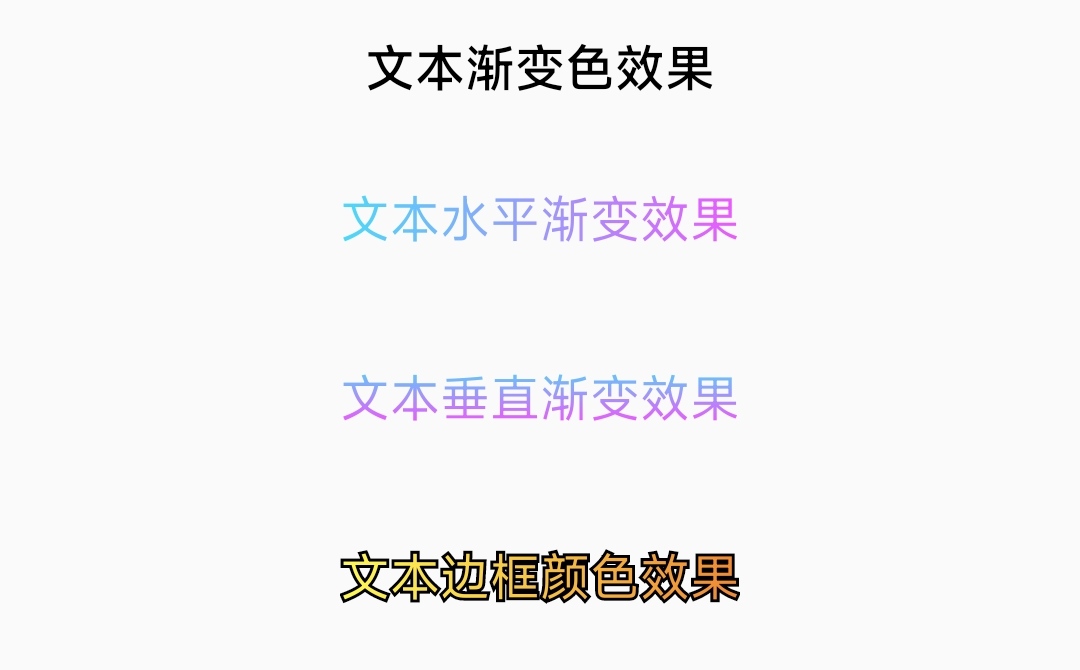 文本渐变色效果
文本水平渐变效果
文本垂直渐变效果
文本边框颜色效果